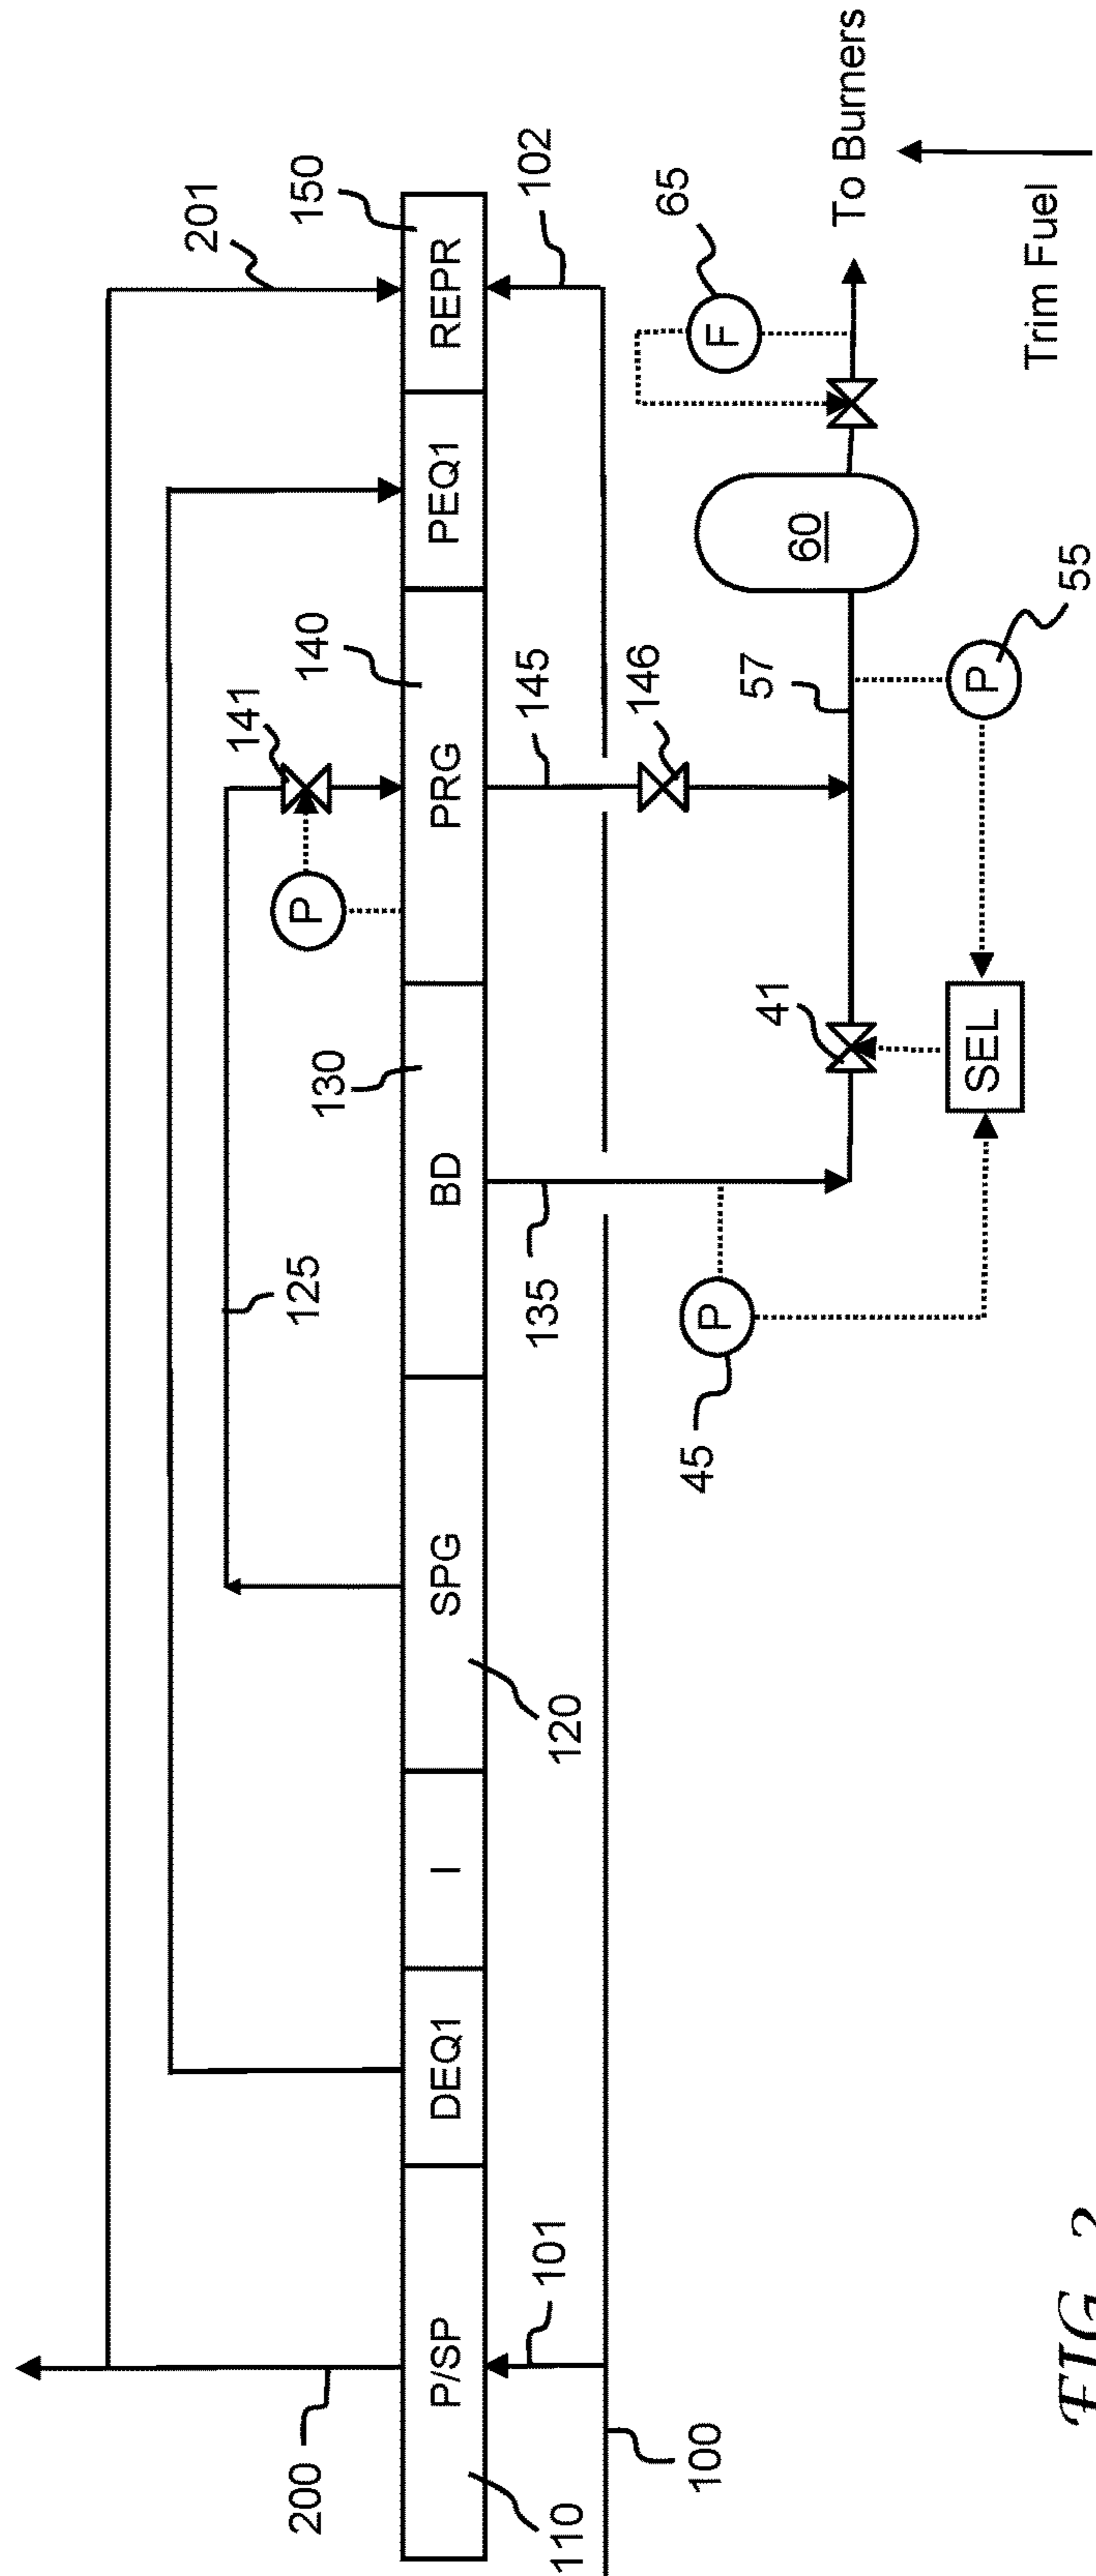 201
150
125
141
140
130
P
P/SP
DEQ1
I
SPG
BD
PRG
PEQ1
REPR
200
110
101
120
135
145
102
100
146
45
P
41
57
60
F
65
To Burners
SEL
P
55
Trim Fuel
FIG. 2